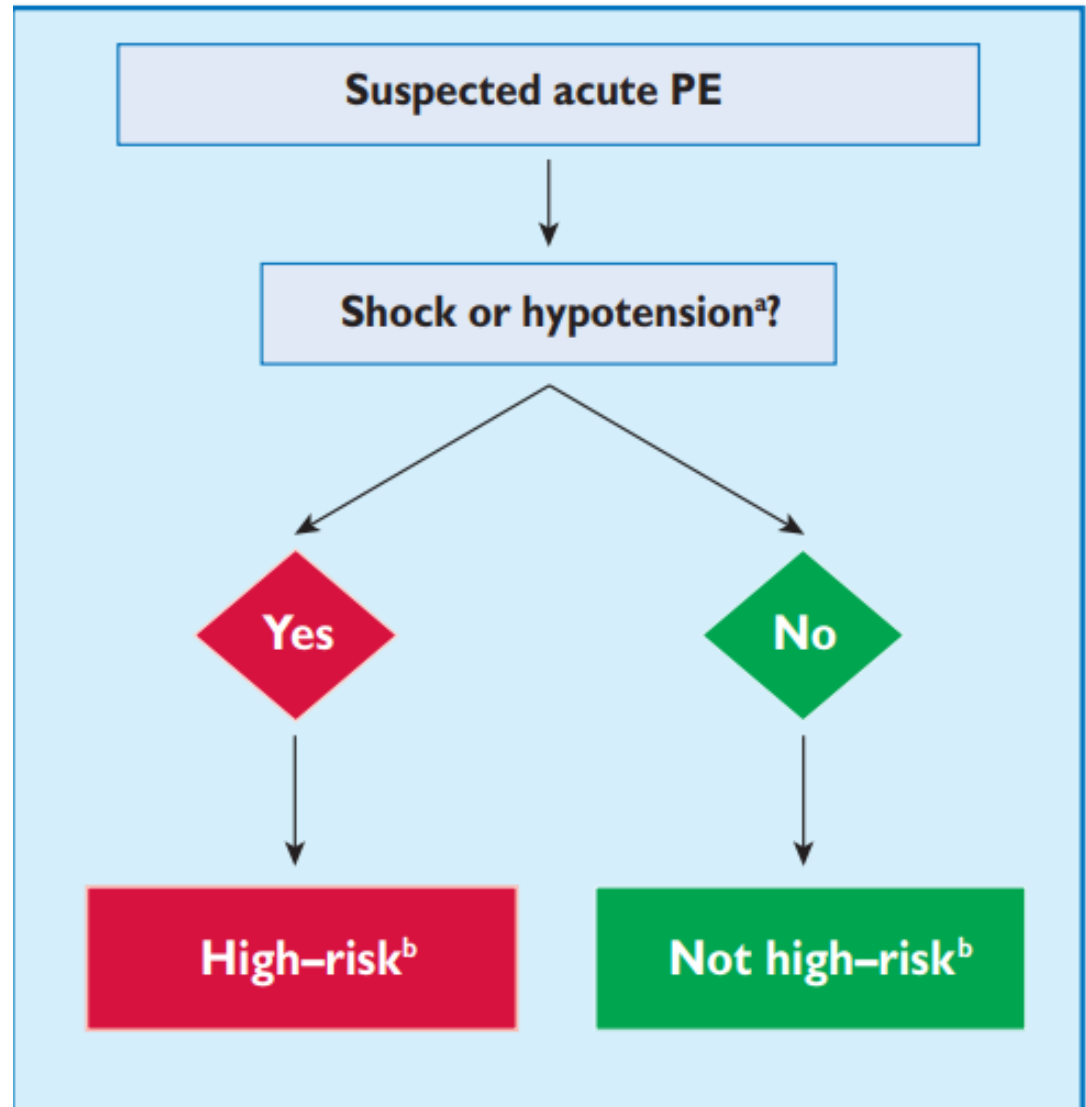 Suspected acute PE
Shock or hypotensionᵃ?
Yes
No
High–riskᵇ
Not high–riskᵇ